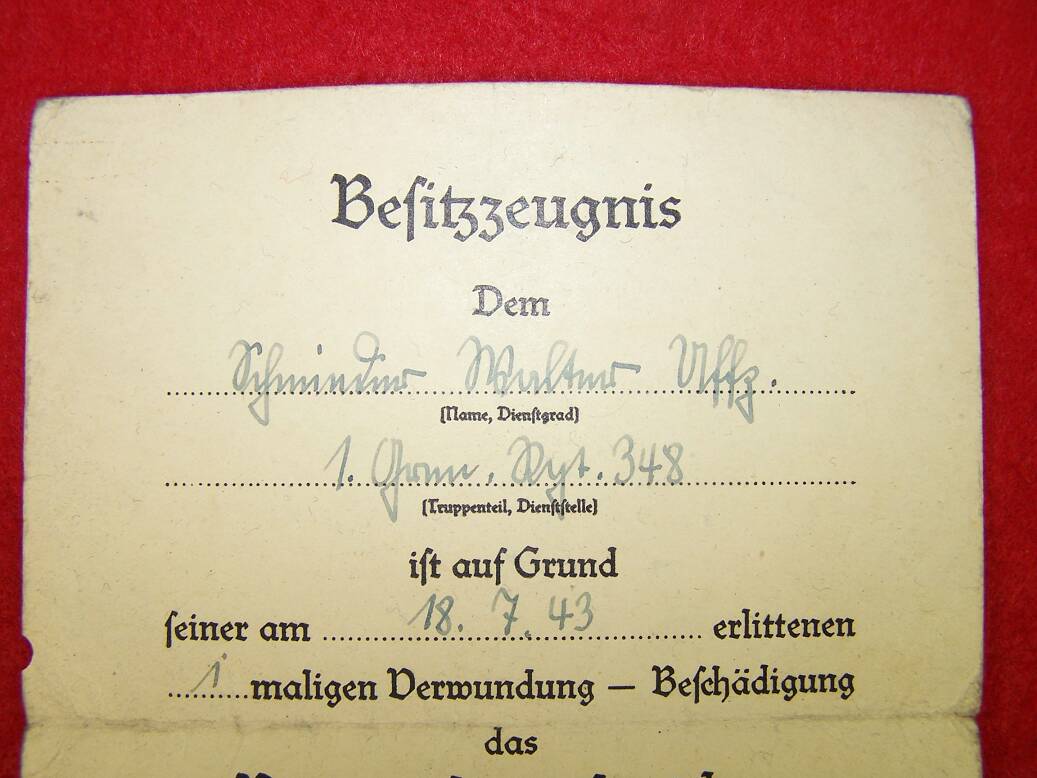 Besitzzeugnis
Dem
Schmieder Walter Uffz.
(Name, Dienstgrad)
1. Gren. Rgt. 348
(Truppenteil, Dienststelle)
ist auf Grund
seiner am 18. 7. 43 erlittenen
1 maligen Verwundung – Beschädigung
das